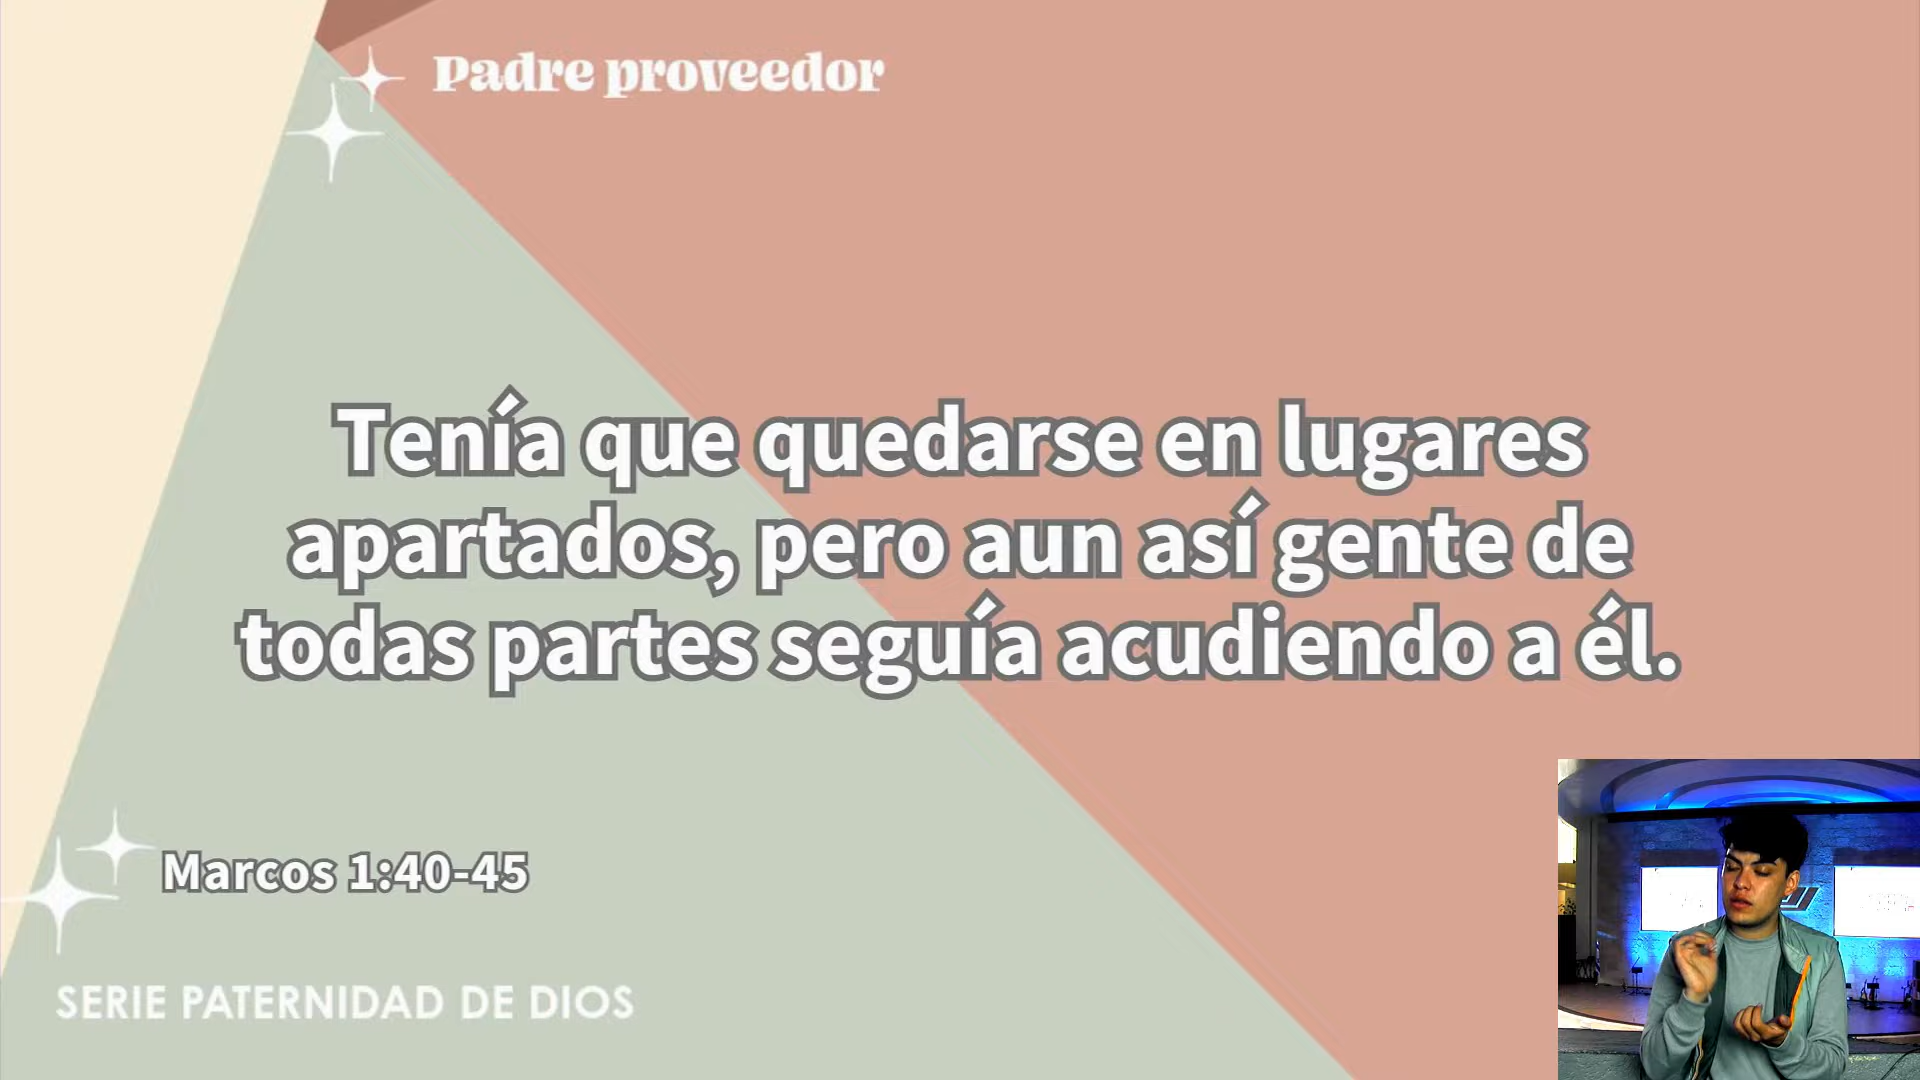 Padre proveedor
Tenía que quedarse en lugares
apartados, pero aun así gente de
todas partes seguía acudiendo a él.
Marcos 1:40-45
SERIE PATERNIDAD DE DIOS